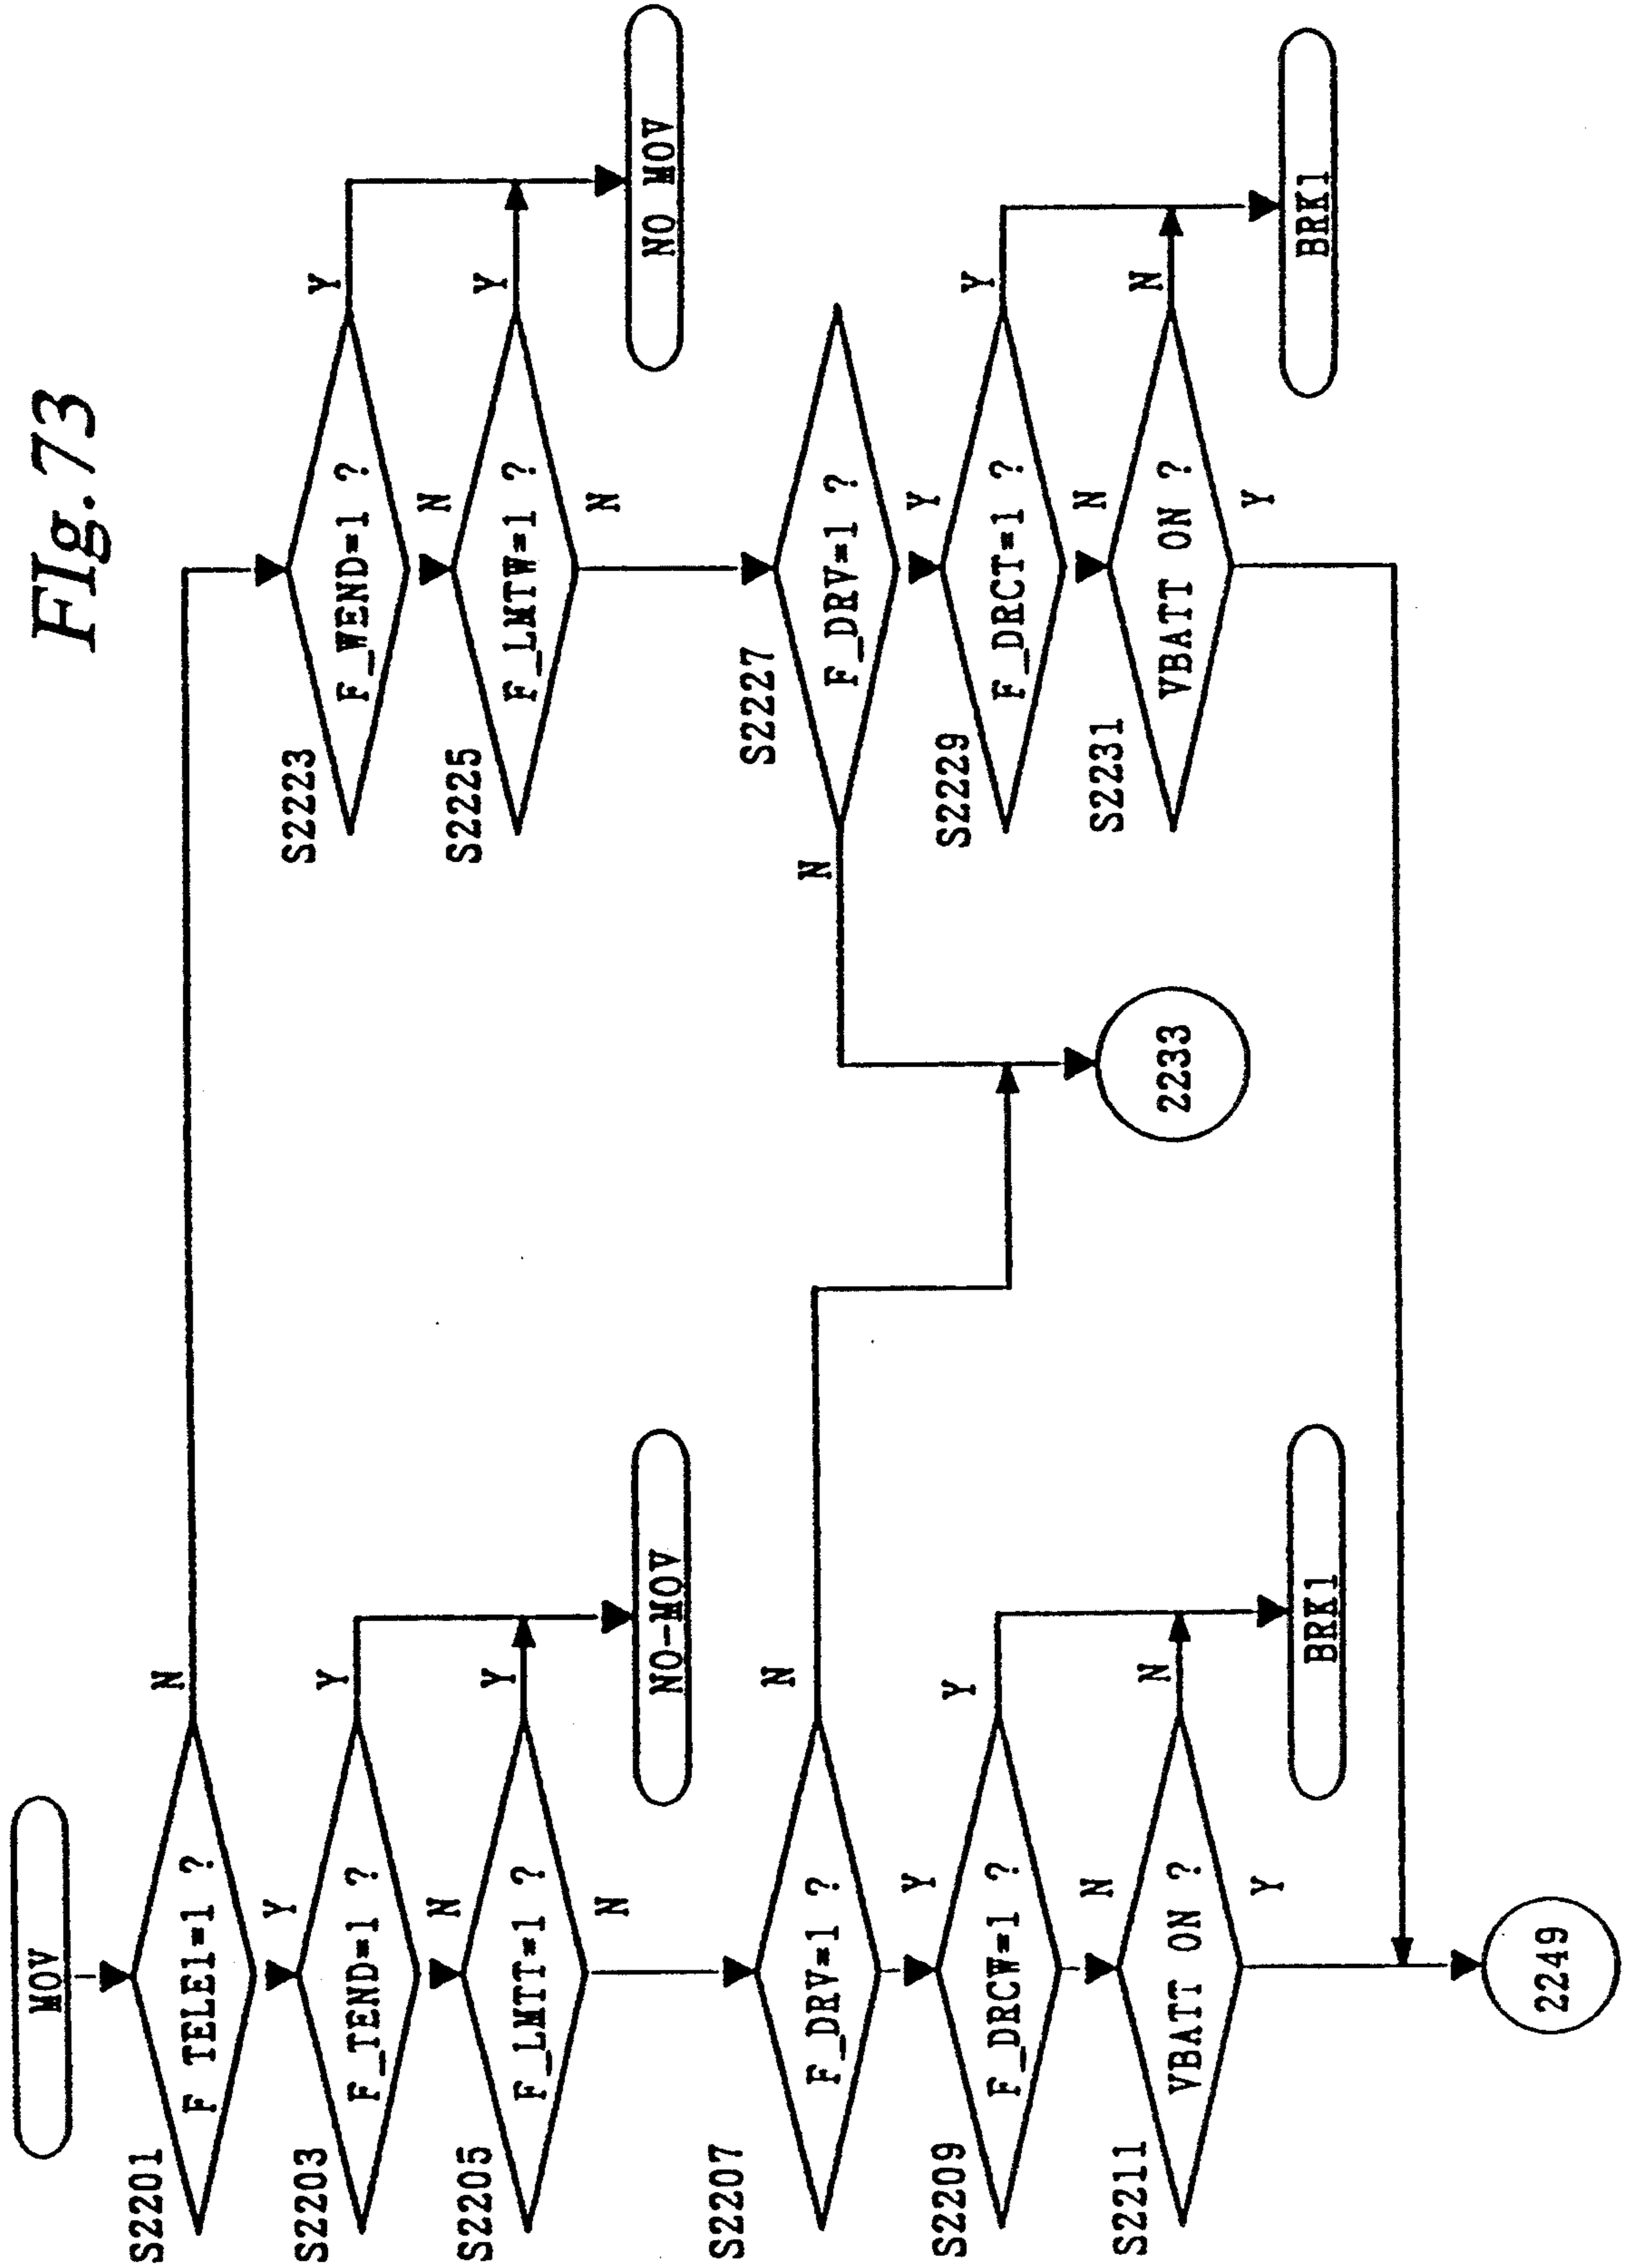 FIg. 73
MOV
S2201
F TELE1=1 ?
N
Y
S2203
F_TEND=1 ?
Y
N
S2205
F_LMTT=1 ?
Y
N
NO-MOV
S2207
F_DRV=1 ?
N
Y
S2209
F_DRCW=1 ?
Y
N
S2211
VBATT ON ?
N
Y
BRK1
2249
S2223
F_WEND=1 ?
Y
N
S2225
F_LMTW=1 ?
Y
N
NO MOV
S2227
F_DRV=1 ?
N
Y
2233
S2229
F_DRCT=1 ?
Y
N
S2231
VBATT ON ?
N
Y
BRK1